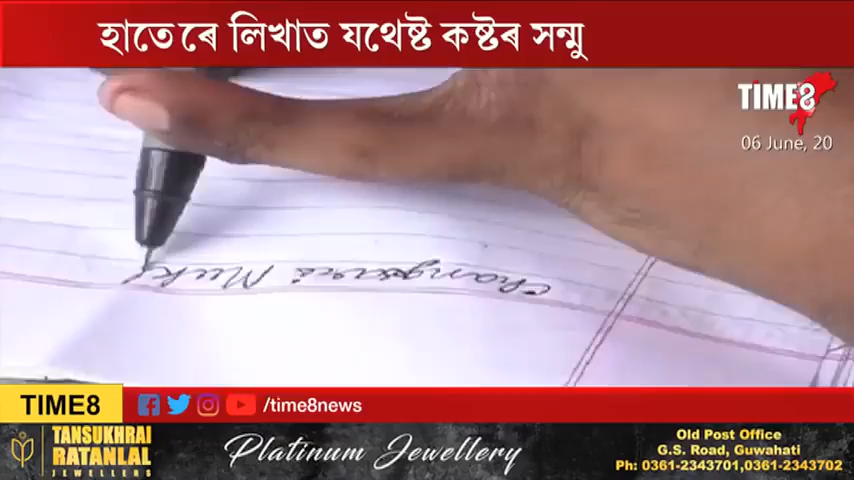 হাতেৰে লিখাত যথেষ্ট কষ্টৰ সন্মু
TIME8
06 June, 20
TIME8
/time8news
TANSUKHRAI
RATANLAL
JEWELLERS
Platinum Jewellery
Old Post Office
G.S. Road, Guwahati
Ph: 0361-2343701,0361-2343702